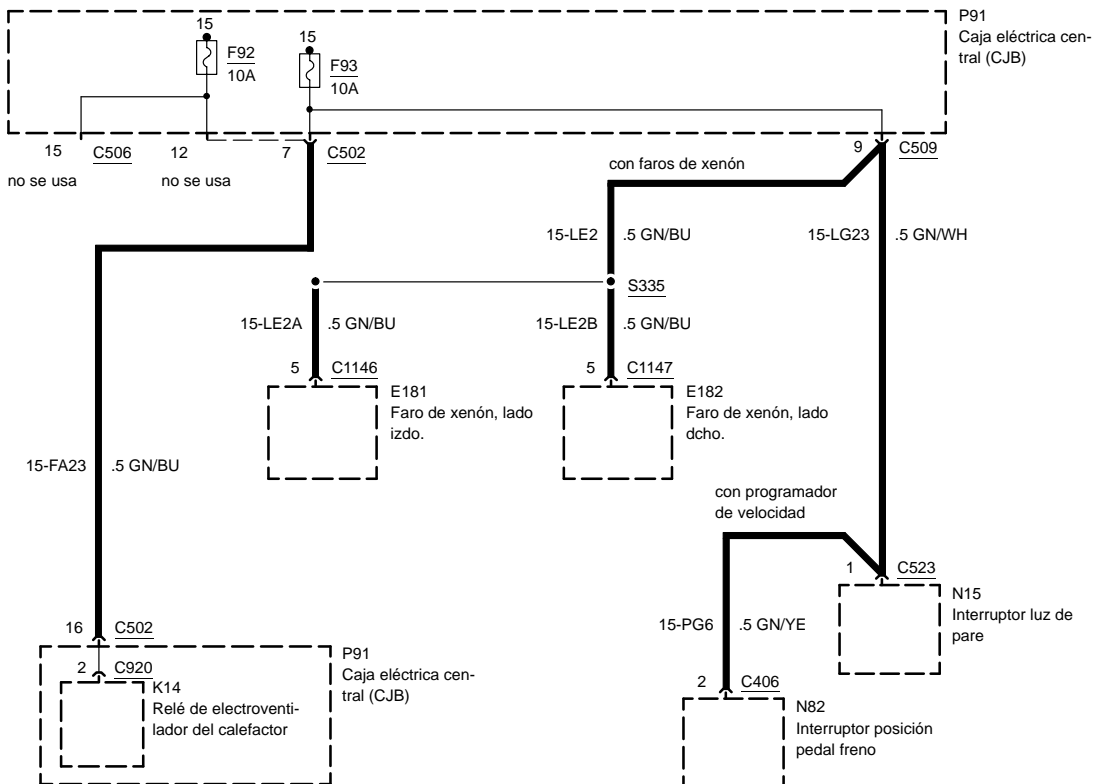 P91
Caja eléctrica cen-
tral (CJB)
15
F92
10A
15
F93
10A
15
C506
12
7
C502
9
C509
no se usa
no se usa
con faros de xenón
15-LE2
.5 GN/BU
15-LG23
.5 GN/WH
S335
15-LE2A
.5 GN/BU
15-LE2B
.5 GN/BU
5
C1146
5
C1147
E181
Faro de xenón, lado
izdo.
E182
Faro de xenón, lado
dcho.
15-FA23
.5 GN/BU
con programador
de velocidad
1
C523
N15
Interruptor luz de
pare
15-PG6
.5 GN/YE
16
C502
P91
Caja eléctrica cen-
tral (CJB)
2
C920
K14
Relé de electroventi-
lador del calefactor
2
C406
N82
Interruptor posición
pedal freno